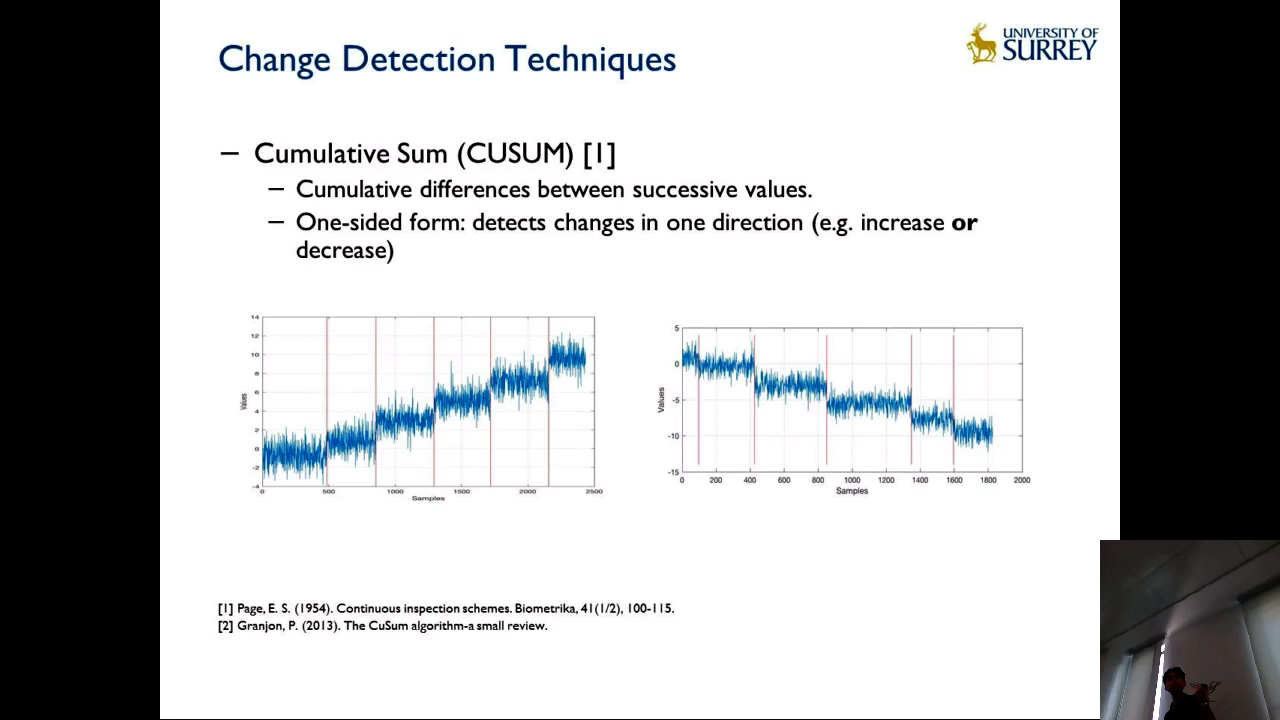 Change Detection Techniques
UNIVERSITY OF
SURREY
– Cumulative Sum (CUSUM) [1]
– Cumulative differences between successive values.
– One-sided form: detects changes in one direction (e.g. increase or
decrease)
14
12
10
8
6
4
2
0
-2
-4
Values
0 500 1000 1500 2000 2500
Samples
5
0
-5
-10
-15
Values
0 200 400 600 800 1000 1200 1400 1600 1800 2000
Samples
[1] Page, E. S. (1954). Continuous inspection schemes. Biometrika, 41(1/2), 100-115.
[2] Granjon, P. (2013). The CuSum algorithm-a small review.